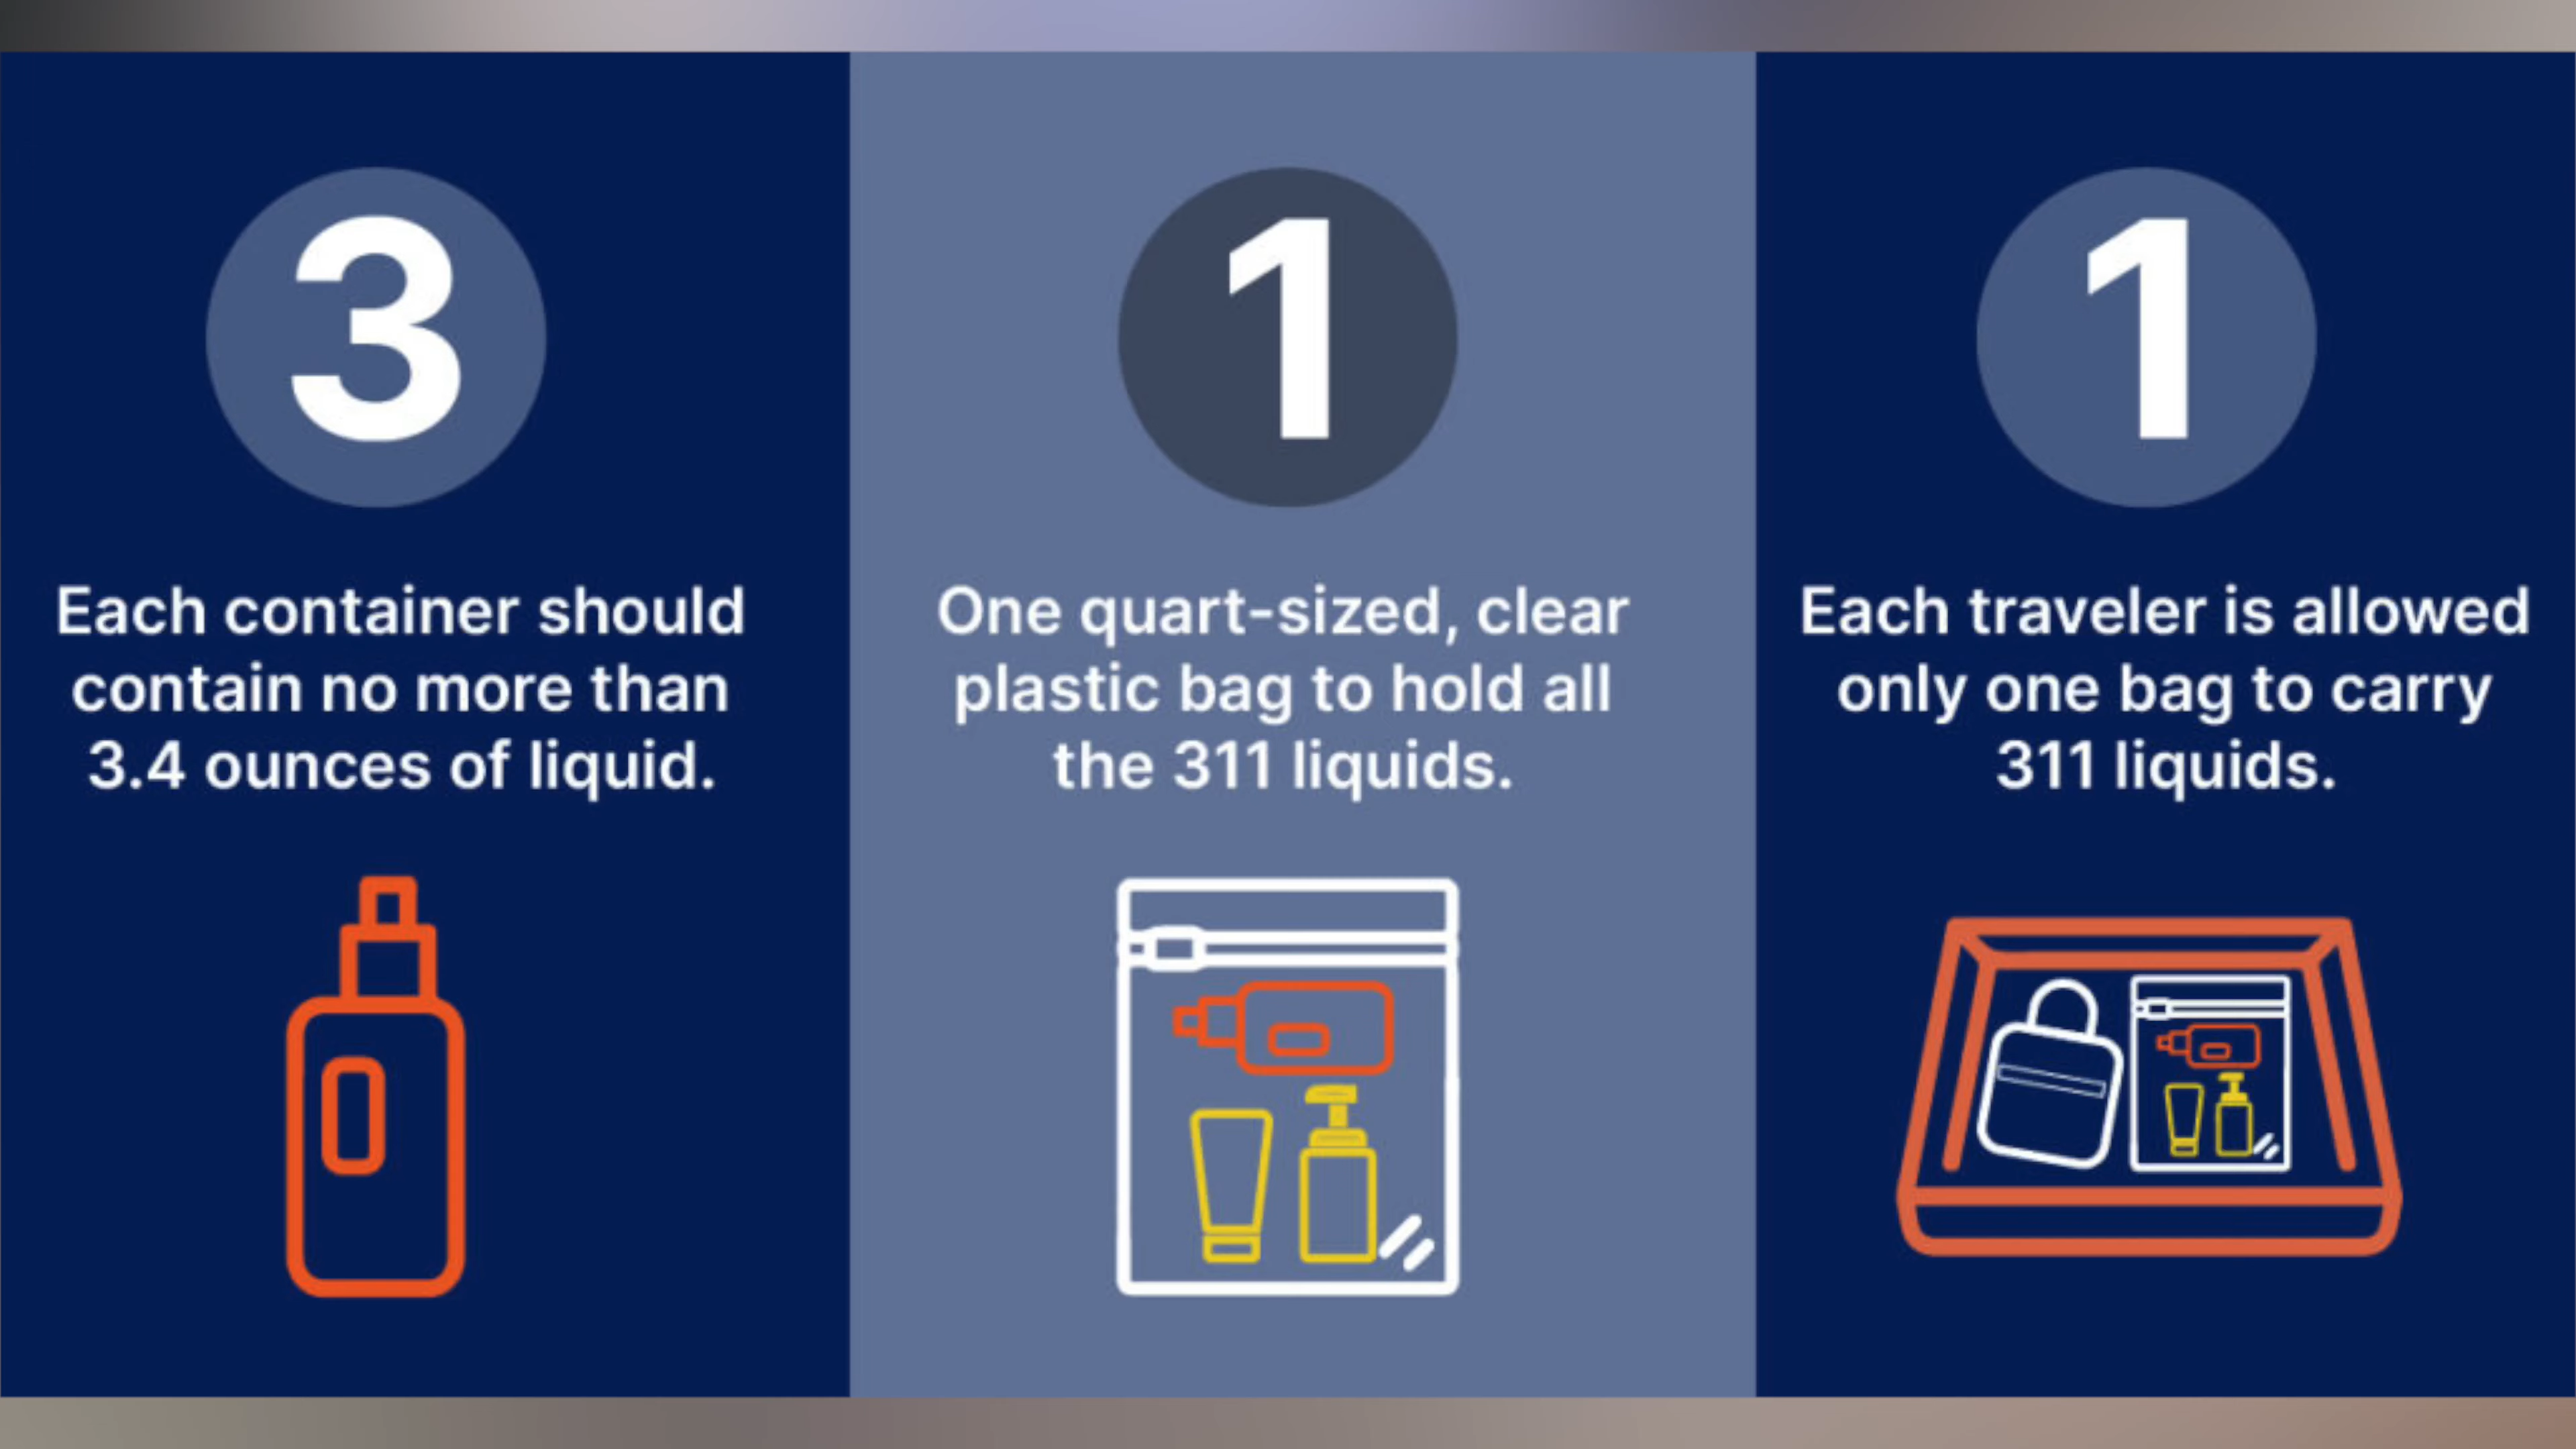 3
Each container should
contain no more than
3.4 ounces of liquid.
1
One quart-sized, clear
plastic bag to hold all
the 311 liquids.
1
Each traveler is allowed
only one bag to carry
311 liquids.